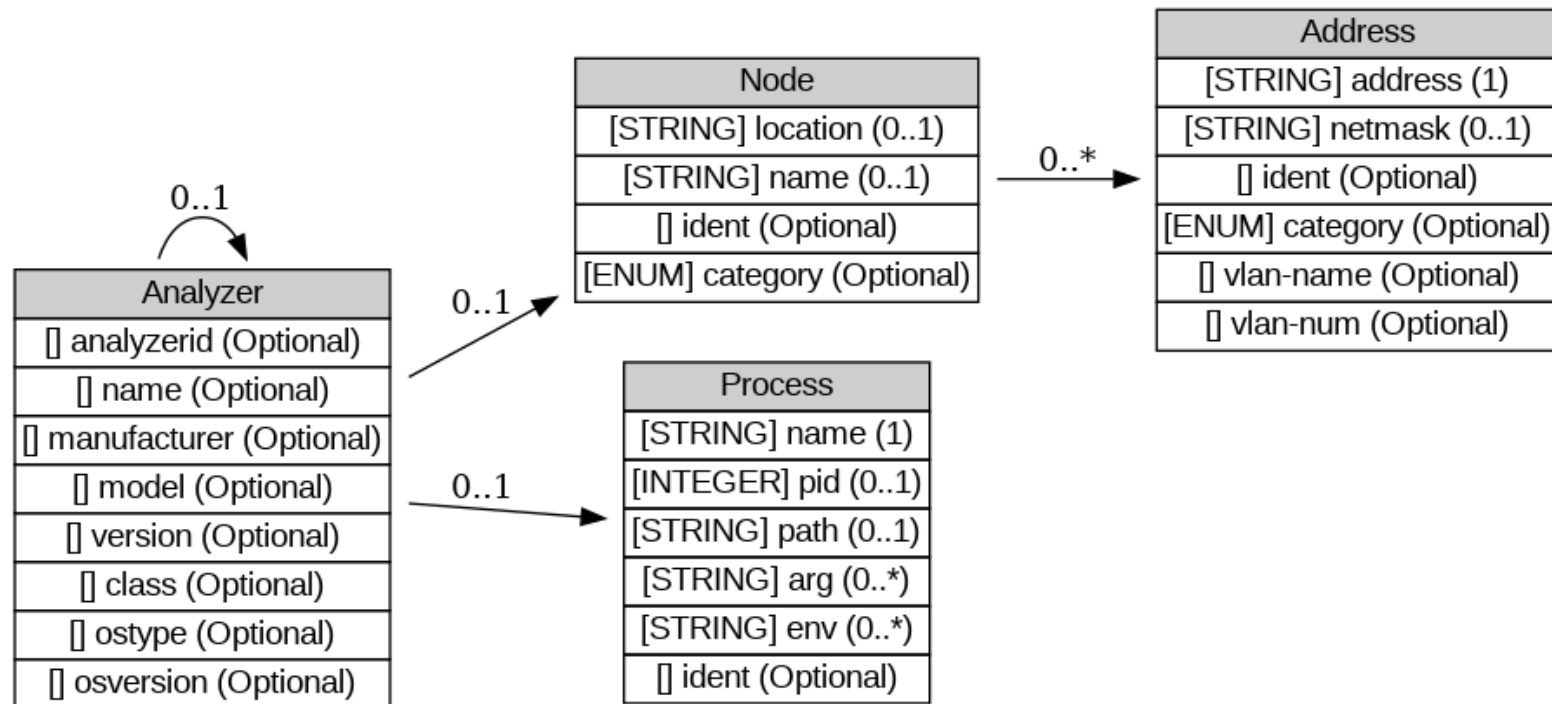 Address
[STRING] address (1)
[STRING] netmask (0..1)
[] ident (Optional)
[ENUM] category (Optional)
[] vlan-name (Optional)
[] vlan-num (Optional)
0..*
Node
[STRING] location (0..1)
[STRING] name (0..1)
[] ident (Optional)
[ENUM] category (Optional)
0..1
0..1
Analyzer
[] analyzerid (Optional)
[] name (Optional)
[] manufacturer (Optional)
[] model (Optional)
[] version (Optional)
[] class (Optional)
[] ostype (Optional)
[] osversion (Optional)
0..1
Process
[STRING] name (1)
[INTEGER] pid (0..1)
[STRING] path (0..1)
[STRING] arg (0..*)
[STRING] env (0..*)
[] ident (Optional)